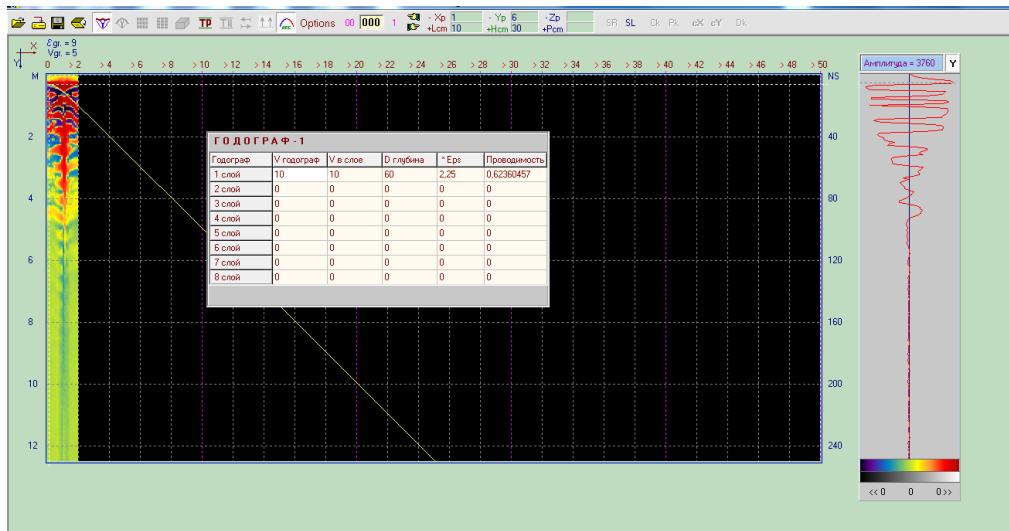 TP Options 00 000 1 - Xp 1 - Yp 6 -Zp SR SL Ck Pk cX cY Dk
+Lcm 10 +Hcm 30 +Pcm
X Ɛgr. = 9
Y Vgr. = 5
0 > 2 > 4 > 6 > 8 > 10 > 12 > 14 > 16 > 18 > 20 > 22 > 24 > 26 > 28 > 30 > 32 > 34 > 36 > 38 > 40 > 42 > 44 > 46 > 48 > 50
M NS
Амплитуда = 3760 Y
2 40
ГОДОГРАФ-1
Годограф V годограф V в слое D глубина * Eps Проводимость
1 слой 10 10 60 2,25 0,62360457
2 слой 0 0 0 0 0
3 слой 0 0 0 0 0
4 слой 0 0 0 0 0
5 слой 0 0 0 0 0
6 слой 0 0 0 0 0
7 слой 0 0 0 0 0
8 слой 0 0 0 0 0
4 80
6 120
8 160
10 200
12 240
<< 0 0 0 >>